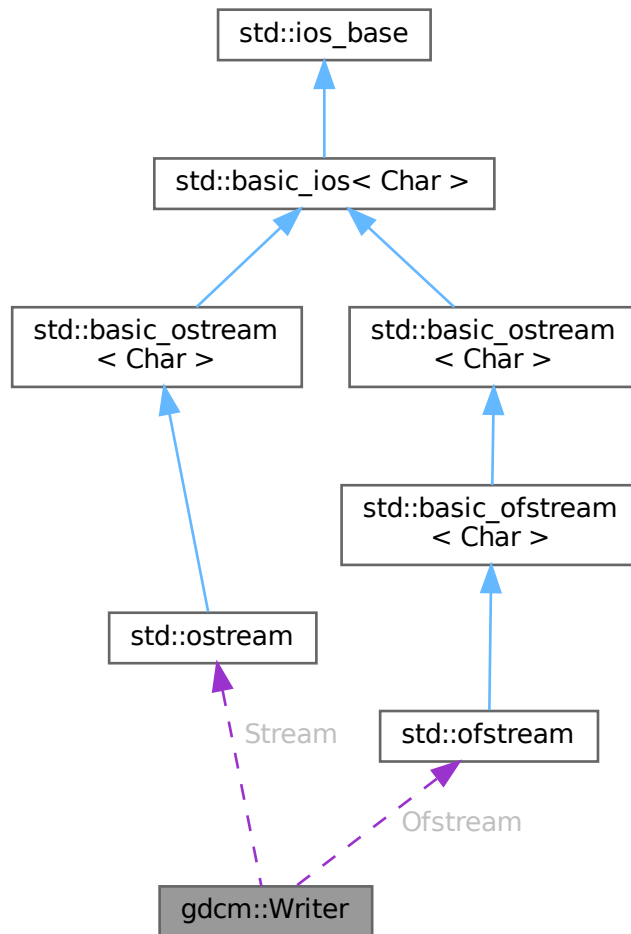 std::ios_base
std::basic_ios< Char >
std::basic_ostream
< Char >
std::basic_ostream
< Char >
std::basic_ofstream
< Char >
std::ostream
std::ofstream
Stream
Ofstream
gdcm::Writer